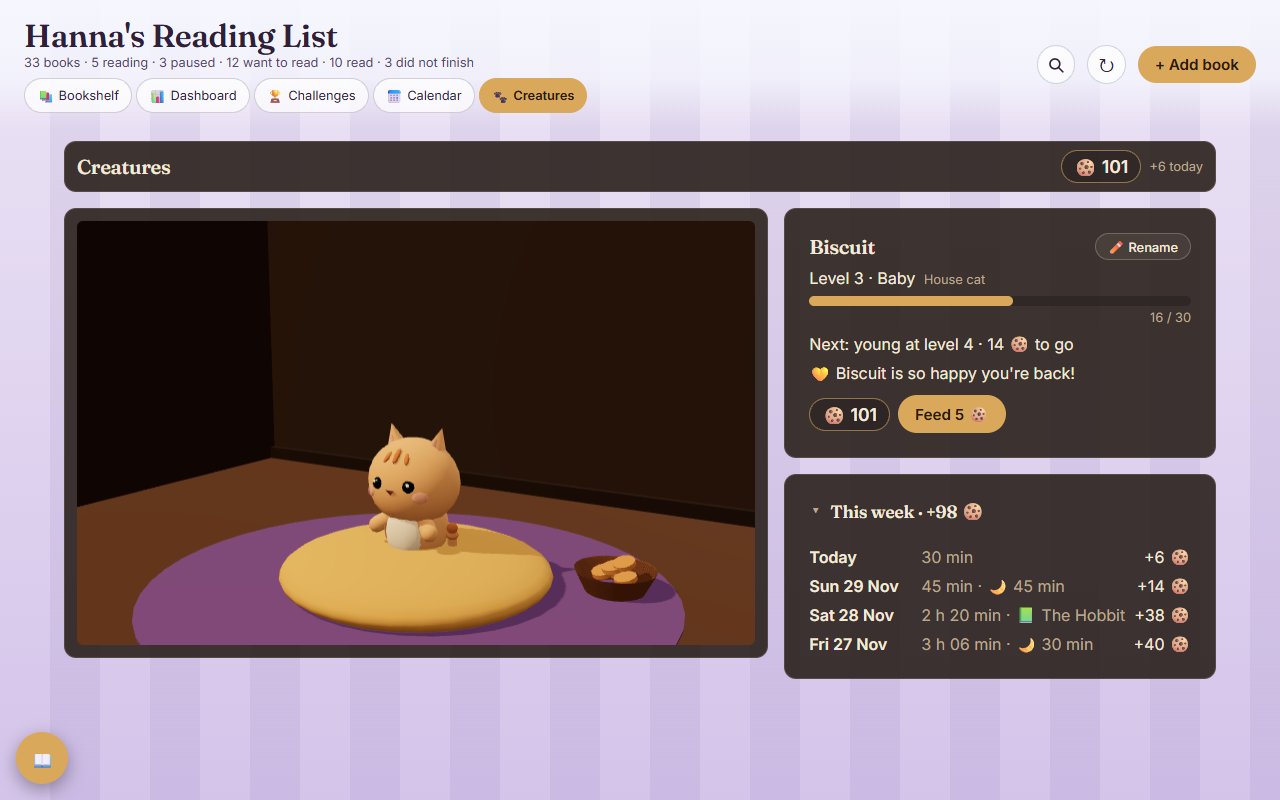 Hanna's Reading List
33 books · 5 reading · 3 paused · 12 want to read · 10 read · 3 did not finish
Bookshelf
Dashboard
Challenges
Calendar
Creatures
+ Add book
Creatures
101
+6 today
Biscuit
Rename
Level 3 · Baby House cat
16 / 30
Next: young at level 4 · 14 🍪 to go
🧡 Biscuit is so happy you're back!
101
Feed 5 🍪
This week · +98 🍪
Today 30 min +6 🍪
Sun 29 Nov 45 min · 🌙 45 min +14 🍪
Sat 28 Nov 2 h 20 min · 📗 The Hobbit +38 🍪
Fri 27 Nov 3 h 06 min · 🌙 30 min +40 🍪